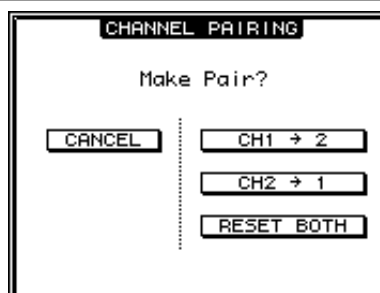 CHANNEL PAIRING
Make Pair?
CANCEL
CH1 → 2
CH2 → 1
RESET BOTH